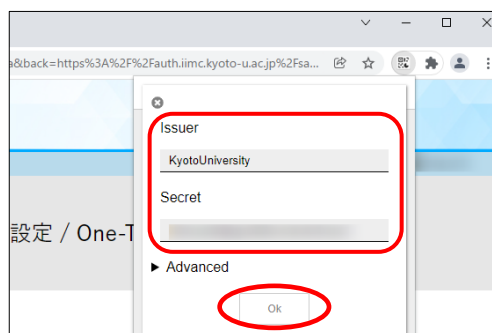 a&back=https%3A%2F%2Fauth.iimc.kyoto-u.ac.jp%2Fsa...
Issuer
KyotoUniversity
Secret
設定 / One-T
▶ Advanced
Ok